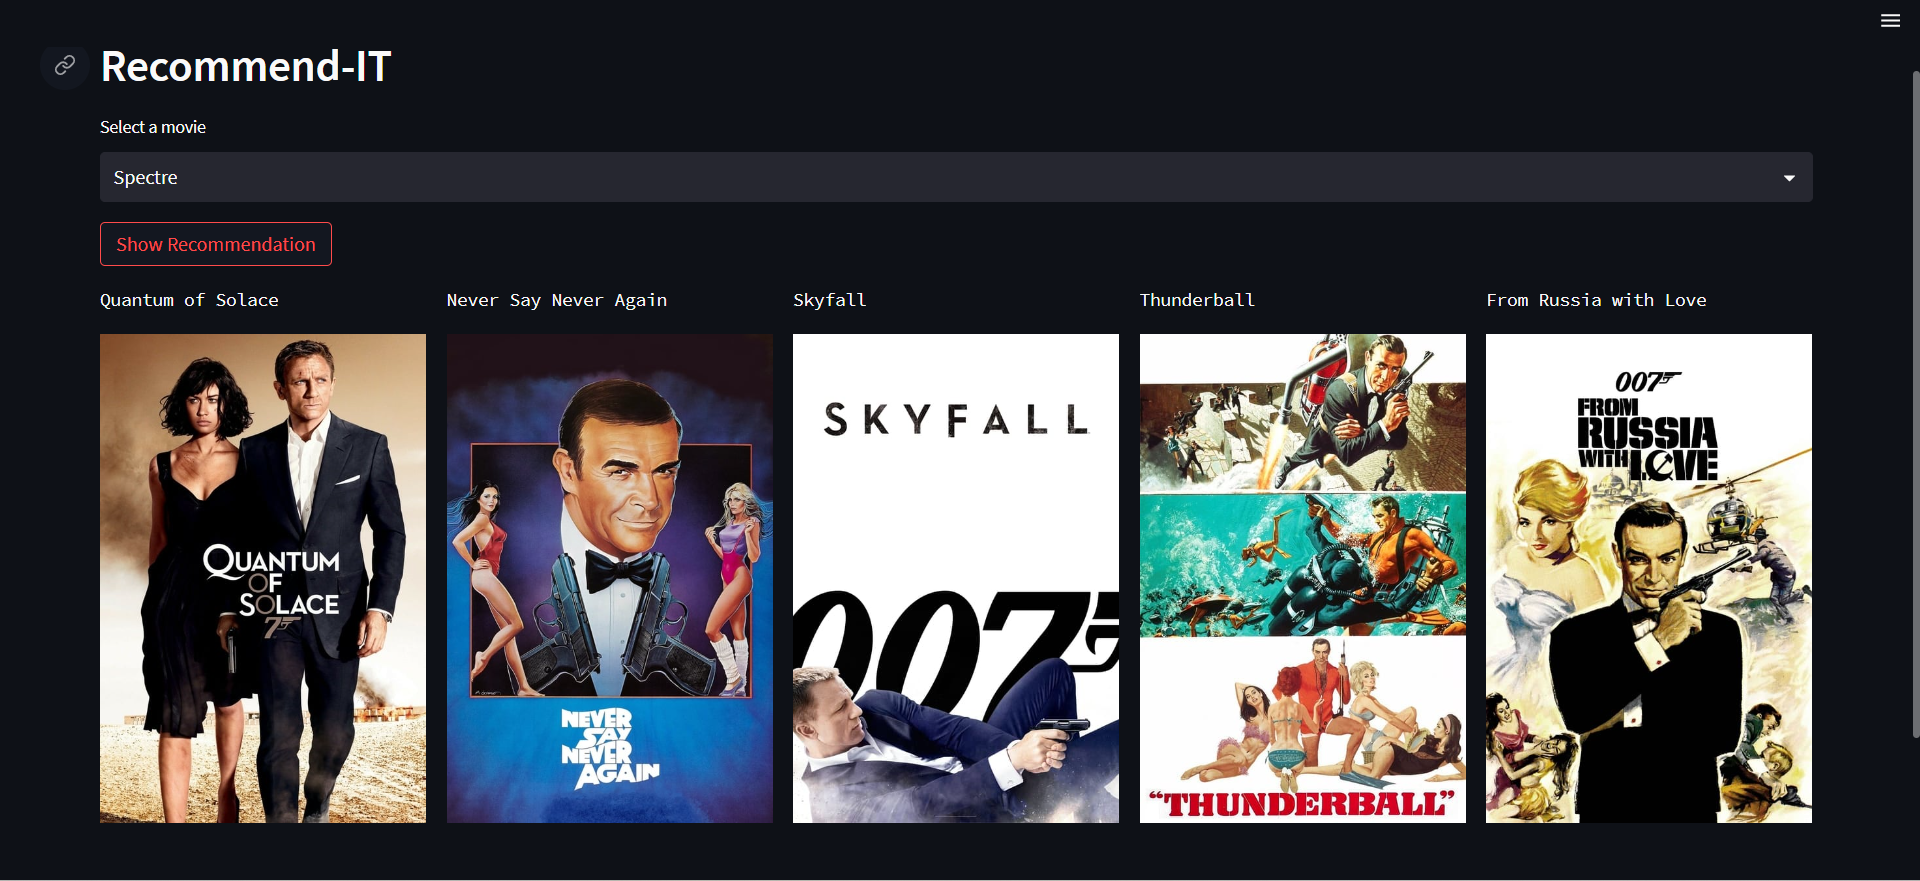 Recommend-IT
Select a movie
Spectre
Show Recommendation
Quantum of Solace
Never Say Never Again
Skyfall
Thunderball
From Russia with Love
QUANTUM
OF
SOLACE
7
NEVER
SAY
NEVER
AGAIN
SKYFALL
007
"THUNDERBALL"
007
FROM
RUSSIA
WITH LOVE